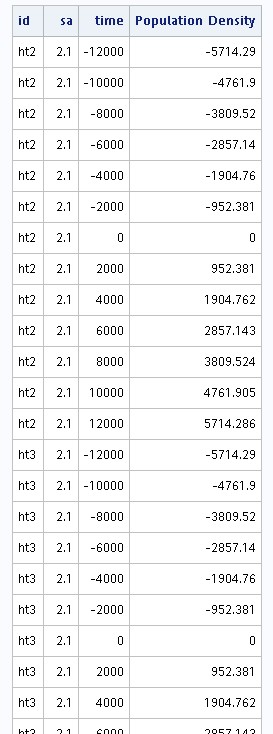 id sa time Population Density
ht2 2.1 -12000 -5714.29
ht2 2.1 -10000 -4761.9
ht2 2.1 -8000 -3809.52
ht2 2.1 -6000 -2857.14
ht2 2.1 -4000 -1904.76
ht2 2.1 -2000 -952.381
ht2 2.1 0 0
ht2 2.1 2000 952.381
ht2 2.1 4000 1904.762
ht2 2.1 6000 2857.143
ht2 2.1 8000 3809.524
ht2 2.1 10000 4761.905
ht2 2.1 12000 5714.286
ht3 2.1 -12000 -5714.29
ht3 2.1 -10000 -4761.9
ht3 2.1 -8000 -3809.52
ht3 2.1 -6000 -2857.14
ht3 2.1 -4000 -1904.76
ht3 2.1 -2000 -952.381
ht3 2.1 0 0
ht3 2.1 2000 952.381
ht3 2.1 4000 1904.762
ht3 2.1 6000 2857.143